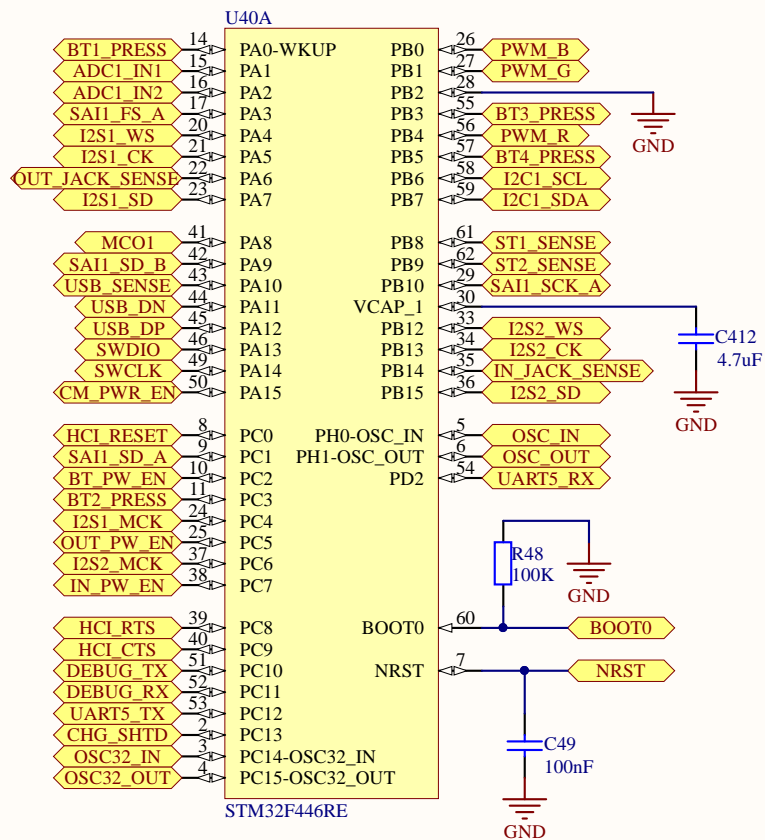 U40A
BT1_PRESS 14 PA0-WKUP PB0 26 PWM_B
ADC1_IN1 15 PA1 PB1 27 PWM_G
ADC1_IN2 16 PA2 PB2 28
SAI1_FS_A 17 PA3 PB3 55 BT3_PRESS
I2S1_WS 20 PA4 PB4 56 PWM_R
GND
I2S1_CK 21 PA5 PB5 57 BT4_PRESS
OUT_JACK_SENSE 22 PA6 PB6 58 I2C1_SCL
I2S1_SD 23 PA7 PB7 59 I2C1_SDA
MCO1 41 PA8 PB8 61 ST1_SENSE
SAI1_SD_B 42 PA9 PB9 62 ST2_SENSE
USB_SENSE 43 PA10 PB10 29 SAI1_SCK_A
USB_DN 44 PA11 VCAP_1 30
USB_DP 45 PA12 PB12 33 I2S2_WS
C412
SWDIO 46 PA13 PB13 34 I2S2_CK
4.7uF
SWCLK 49 PA14 PB14 35 IN_JACK_SENSE
CM_PWR_EN 50 PA15 PB15 36 I2S2_SD
GND
HCI_RESET 8 PC0 PH0-OSC_IN 5 OSC_IN
SAI1_SD_A 9 PC1 PH1-OSC_OUT 6 OSC_OUT
BT_PW_EN 10 PC2 PD2 54 UART5_RX
BT2_PRESS 11 PC3
I2S1_MCK 24 PC4
OUT_PW_EN 25 PC5
R48
I2S2_MCK 37 PC6
100K
IN_PW_EN 38 PC7
GND
HCI_RTS 39 PC8 BOOT0 60 BOOT0
HCI_CTS 40 PC9
DEBUG_TX 51 PC10 NRST 7 NRST
DEBUG_RX 52 PC11
UART5_TX 53 PC12
CHG_SHTD 2 PC13
C49
OSC32_IN 3 PC14-OSC32_IN
100nF
OSC32_OUT 4 PC15-OSC32_OUT
STM32F446RE
GND